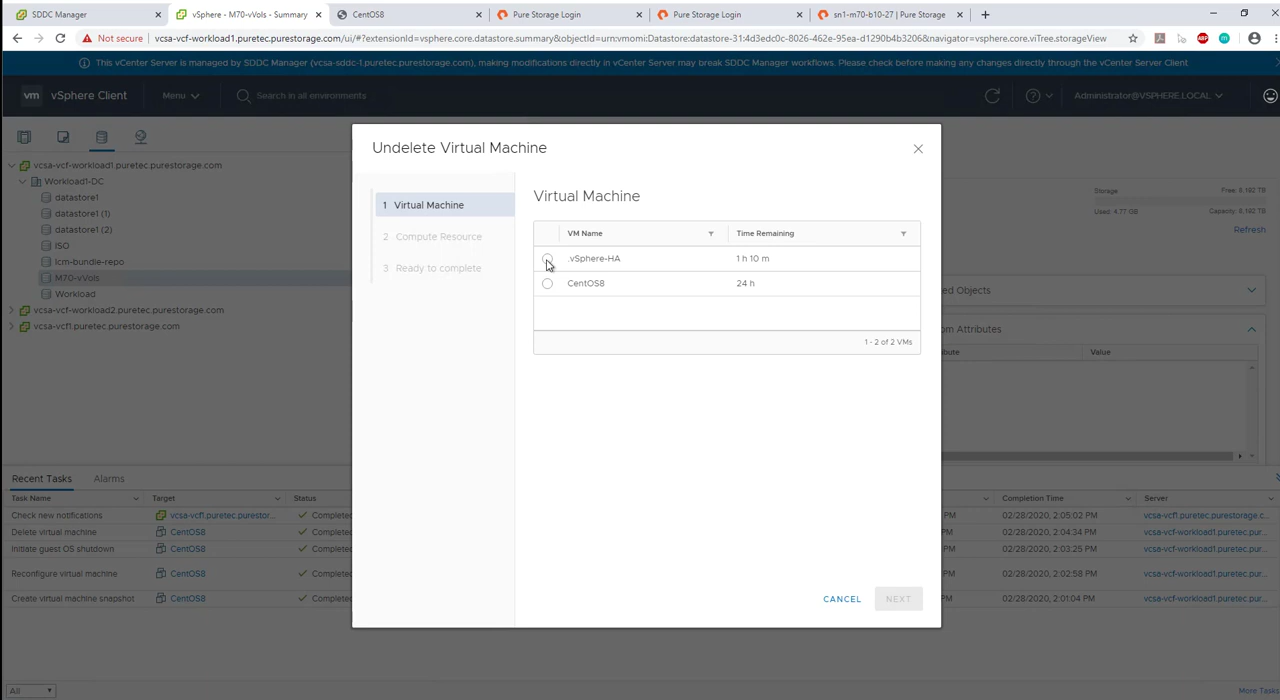 SDDC Manager
vSphere - M70-vVols - Summary
CentOS8
Pure Storage Login
Pure Storage Login
sn1-m70-b10-27 | Pure Storage
Not secure
vcsa-vcf-workload1.puretec.purestorage.com/ui/#?extensionId=vsphere.core.datastore.summary&objectId=urn:vmomi:Datastore:datastore-31:4d3edc0c-8026-462e-95ea-d1290b4b3206&navigator=vsphere.core.viTree.storageView
This vCenter Server is managed by SDDC Manager (vcsa-sddc-1.puretec.purestorage.com), making modifications directly in vCenter Server may break SDDC Manager workflows. Please check before making any changes directly through the vCenter Server Client
vm vSphere Client
Menu
Search in all environments
Administrator@VSPHERE.LOCAL
vcsa-vcf-workload1.puretec.purestorage.com
Workload1-DC
datastore1
datastore1 (1)
datastore1 (2)
ISO
lcm-bundle-repo
M70-vVols
Workload
vcsa-vcf-workload2.puretec.purestorage.com
vcsa-vcf1.puretec.purestorage.com
Undelete Virtual Machine
1 Virtual Machine
2 Compute Resource
3 Ready to complete
Virtual Machine
VM Name Time Remaining
.vSphere-HA 1 h 10 m
CentOS8 24 h
1 - 2 of 2 VMs
CANCEL
NEXT
Storage Free: 8,192 TB
Used: 4.77 GB Capacity: 8,192 TB
Refresh
ed Objects
om Attributes
bute Value
Recent Tasks Alarms
Task Name Target Status Completion Time Server
Check new notifications vcsa-vcf1.puretec.purestor... Completed PM 02/28/2020, 2:05:02 PM vcsa-vcf1.puretec.purestorage.c...
Delete virtual machine CentOS8 Completed PM 02/28/2020, 2:04:34 PM vcsa-vcf-workload1.puretec.pur...
Initiate guest OS shutdown CentOS8 Completed PM 02/28/2020, 2:03:25 PM vcsa-vcf-workload1.puretec.pur...
Reconfigure virtual machine CentOS8 Completed PM 02/28/2020, 2:02:58 PM vcsa-vcf-workload1.puretec.pur...
Create virtual machine snapshot CentOS8 Completed PM 02/28/2020, 2:01:04 PM vcsa-vcf-workload1.puretec.pur...
All
More Tasks